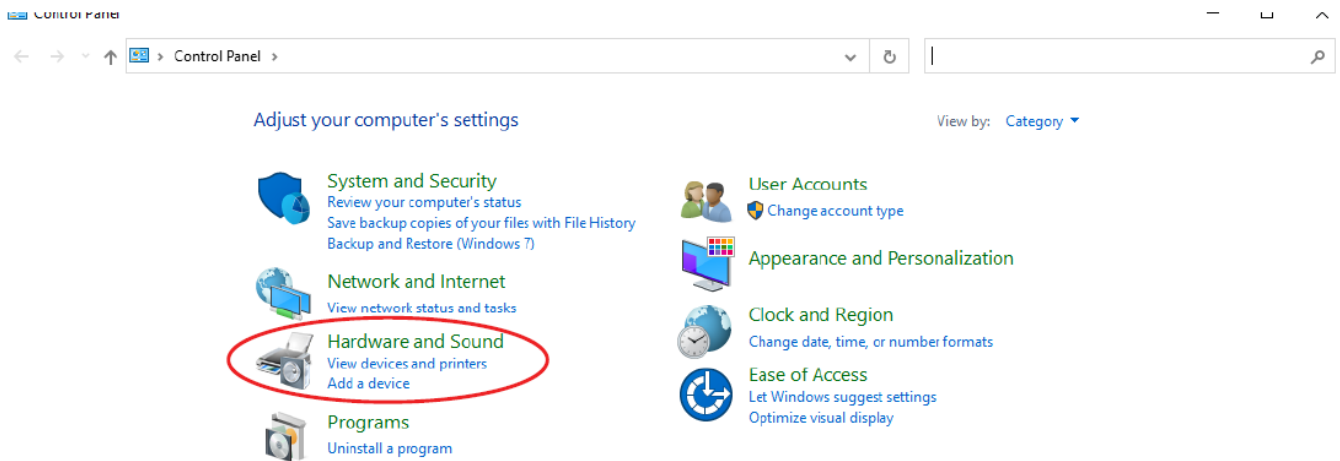 Control Panel
Control Panel
Adjust your computer's settings
View by: Category
System and Security
Review your computer's status
Save backup copies of your files with File History
Backup and Restore (Windows 7)
Network and Internet
View network status and tasks
Hardware and Sound
View devices and printers
Add a device
Programs
Uninstall a program
User Accounts
Change account type
Appearance and Personalization
Clock and Region
Change date, time, or number formats
Ease of Access
Let Windows suggest settings
Optimize visual display